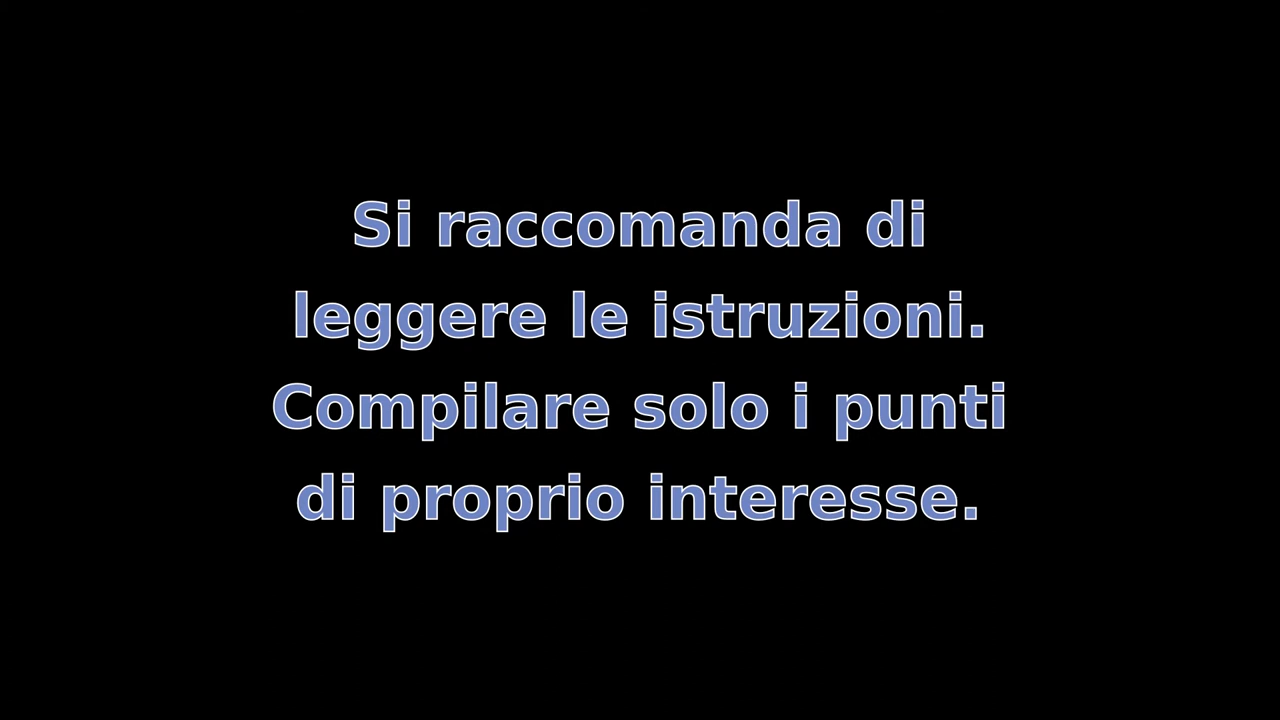 Si raccomanda di
leggere le istruzioni.
Compilare solo i punti
di proprio interesse.